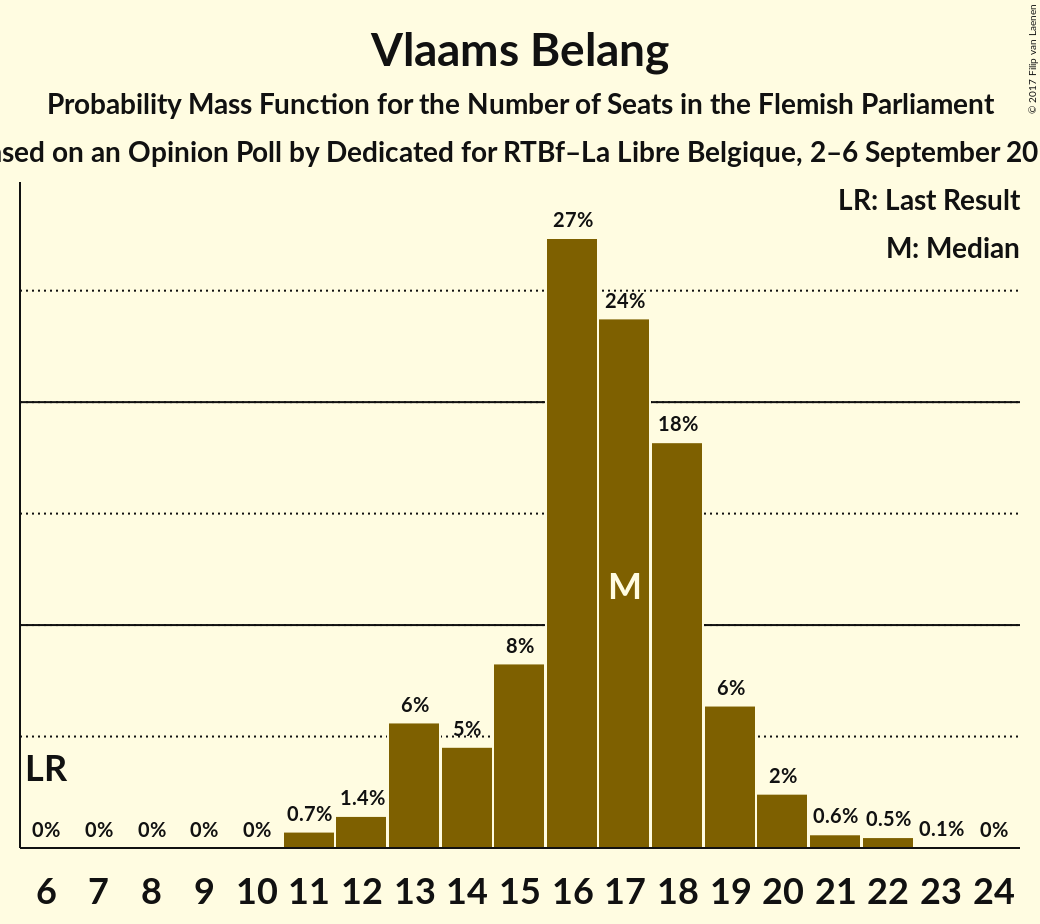 Vlaams Belang
Probability Mass Function for the Number of Seats in the Flemish Parliament
on an Opinion Poll by Dedicated for RTBf–La Libre Belgique, 2–6 September
© 2017 Filip van Laenen
LR: Last Result
M: Median
27%
24%
18%
M
8%
6%
6%
5%
LR
2%
1.4%
0.7%
0.6%
0.5%
0.1%
0% 0% 0% 0% 0% 0%
6 7 8 9 10 11 12 13 14 15 16 17 18 19 20 21 22 23 24